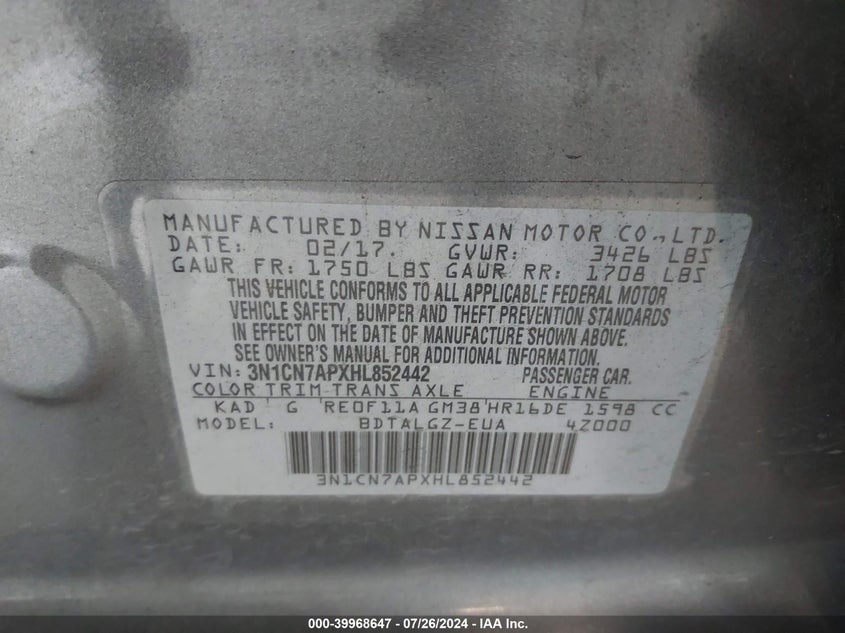 MANUFACTURED BY NISSAN MOTOR CO., LTD.
DATE: 02/17. GVWR: 3426 LBS
GAWR FR: 1750 LBS GAWR RR: 1708 LBS
THIS VEHICLE CONFORMS TO ALL APPLICABLE FEDERAL MOTOR
VEHICLE SAFETY, BUMPER AND THEFT PREVENTION STANDARDS
IN EFFECT ON THE DATE OF MANUFACTURE SHOWN ABOVE.
SEE OWNER'S MANUAL FOR ADDITIONAL INFORMATION.
VIN: 3N1CN7APXHL852442 PASSENGER CAR.
COLOR TRIM TRANS AXLE ENGINE
KAD G RE0F11A GM38 HR16DE 1598 CC
MODEL: BDTALGZ-EUA 4Z000
3N1CN7APXHL852442
000-39968647 - 07/26/2024 - IAA Inc.